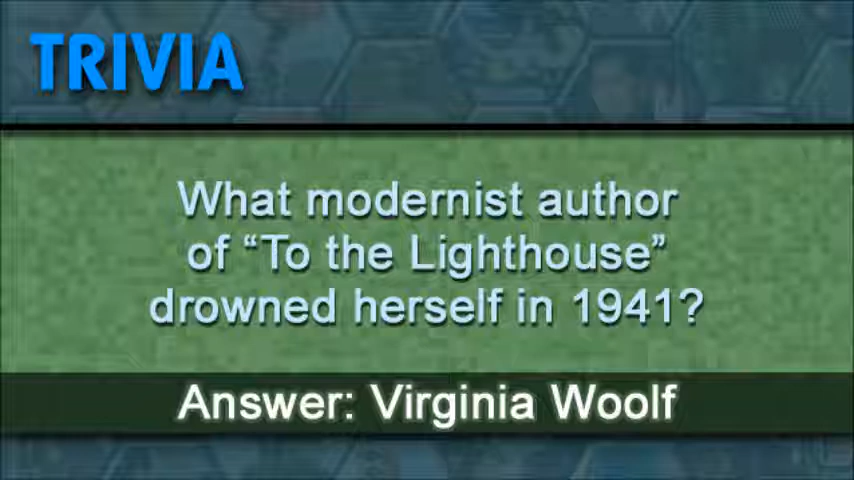 TRIVIA
What modernist author
of “To the Lighthouse”
drowned herself in 1941?
Answer: Virginia Woolf